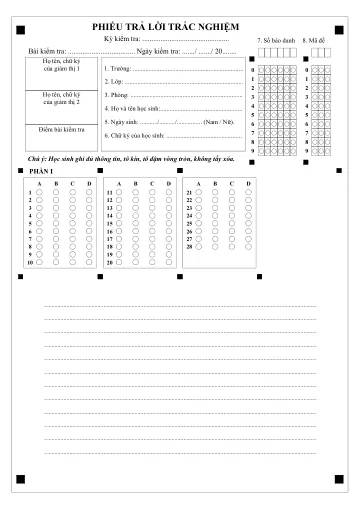 PHIẾU TRẢ LỜI TRẮC NGHIỆM
Kỳ kiểm tra: ..............................................
Bài kiểm tra: ................................ Ngày kiểm tra: ....../ ....../ 20.......
Họ tên, chữ ký
của giám thị 1
Họ tên, chữ ký
của giám thị 2
Điểm bài kiểm tra
1. Trường: ........................................................
2. Lớp: ........................................................
3. Phòng: ........................................................
4. Họ và tên học sinh:........................................
5. Ngày sinh: ........./........./.............. (Nam / Nữ).
6. Chữ ký của học sinh: ......................................
7. Số báo danh
8. Mã đề
0 0
1 1
2 2
3 3
4 4
5 5
6 6
7 7
8 8
9 9
Chú ý: Học sinh ghi đủ thông tin, tô kín, tô đậm vòng tròn, không tẩy xóa.
PHẦN I
A B C D
1
2
3
4
5
6
7
8
9
10
A B C D
11
12
13
14
15
16
17
18
19
20
A B C D
21
22
23
24
25
26
27
28